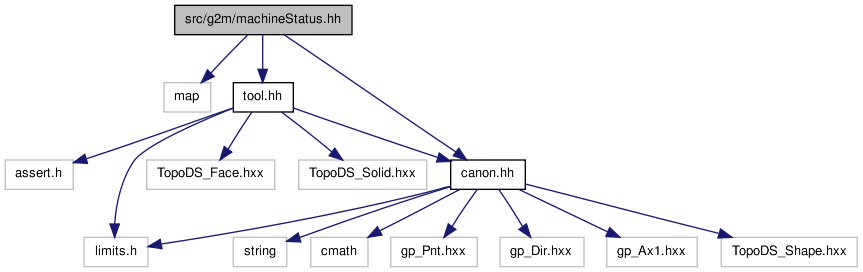 src/g2m/machineStatus.hh
map
tool.hh
assert.h
TopoDS_Face.hxx
TopoDS_Solid.hxx
canon.hh
limits.h
string
cmath
gp_Pnt.hxx
gp_Dir.hxx
gp_Ax1.hxx
TopoDS_Shape.hxx